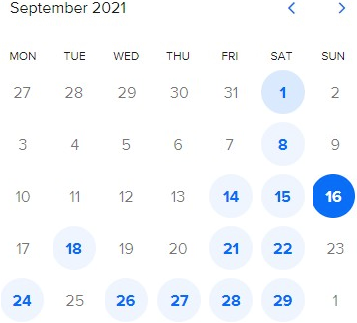 September 2021
MON TUE WED THU FRI SAT SUN
27 28 29 30 31 1 2
3 4 5 6 7 8 9
10 11 12 13 14 15 16
17 18 19 20 21 22 23
24 25 26 27 28 29 1